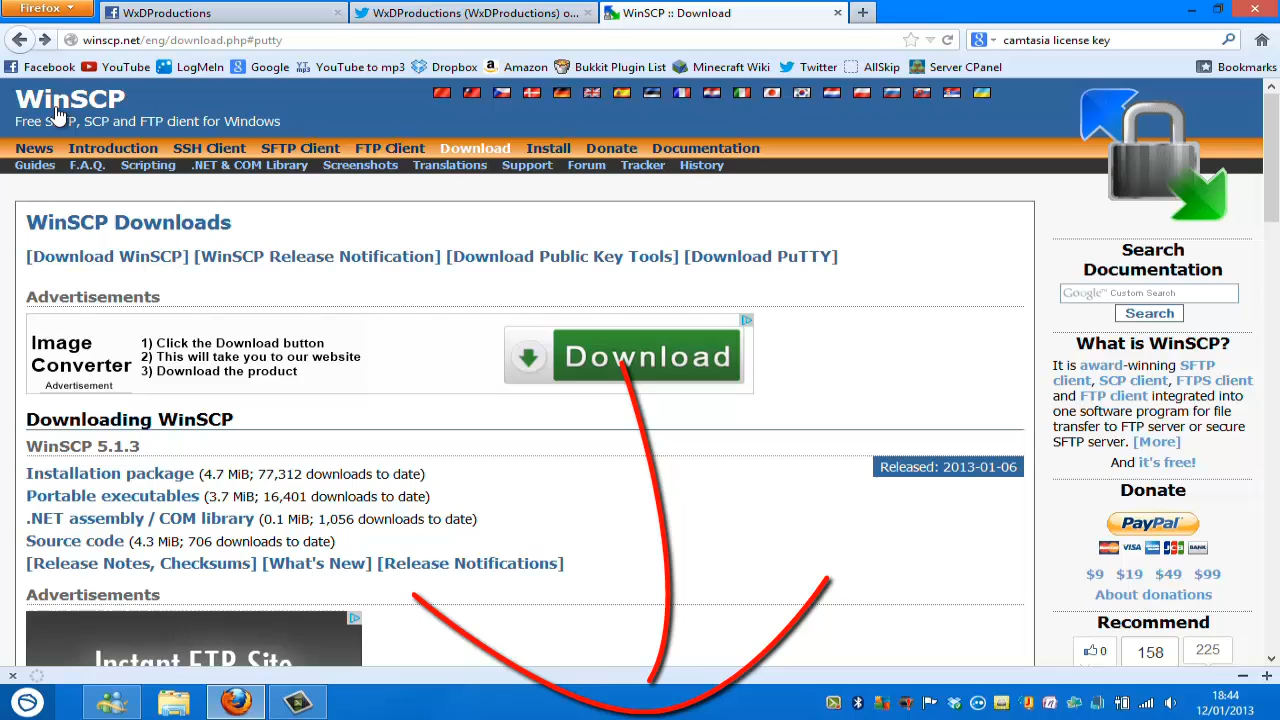 Firefox
WxDProductions
WxDProductions (WxDProductions) o...
WinSCP :: Download
winscp.net/eng/download.php#putty
camtasia license key
Facebook
YouTube
LogMeIn
Google
YouTube to mp3
Dropbox
Amazon
Bukkit Plugin List
Minecraft Wiki
Twitter
AllSkip
Server CPanel
Bookmarks
WinSCP
Free SFTP, SCP and FTP client for Windows
News Introduction SSH Client SFTP Client FTP Client Download Install Donate Documentation
Guides F.A.Q. Scripting .NET & COM Library Screenshots Translations Support Forum Tracker History
WinSCP Downloads
[Download WinSCP] [WinSCP Release Notification] [Download Public Key Tools] [Download PuTTY]
Advertisements
Image
Converter
Advertisement
1) Click the Download button
2) This will take you to our website
3) Download the product
Download
Downloading WinSCP
WinSCP 5.1.3
Released: 2013-01-06
Installation package (4.7 MiB; 77,312 downloads to date)
Portable executables (3.7 MiB; 16,401 downloads to date)
.NET assembly / COM library (0.1 MiB; 1,056 downloads to date)
Source code (4.3 MiB; 706 downloads to date)
[Release Notes, Checksums] [What's New] [Release Notifications]
Advertisements
Instant FTP Site
Search
Documentation
Google™ Custom Search
Search
What is WinSCP?
It is award-winning SFTP
client, SCP client, FTPS client
and FTP client integrated into
one software program for file
transfer to FTP server or secure
SFTP server. [More]
And it's free!
Donate
PayPal
VISA
BANK
$9 $19 $49 $99
About donations
Recommend
0
158
225
18:44
12/01/2013